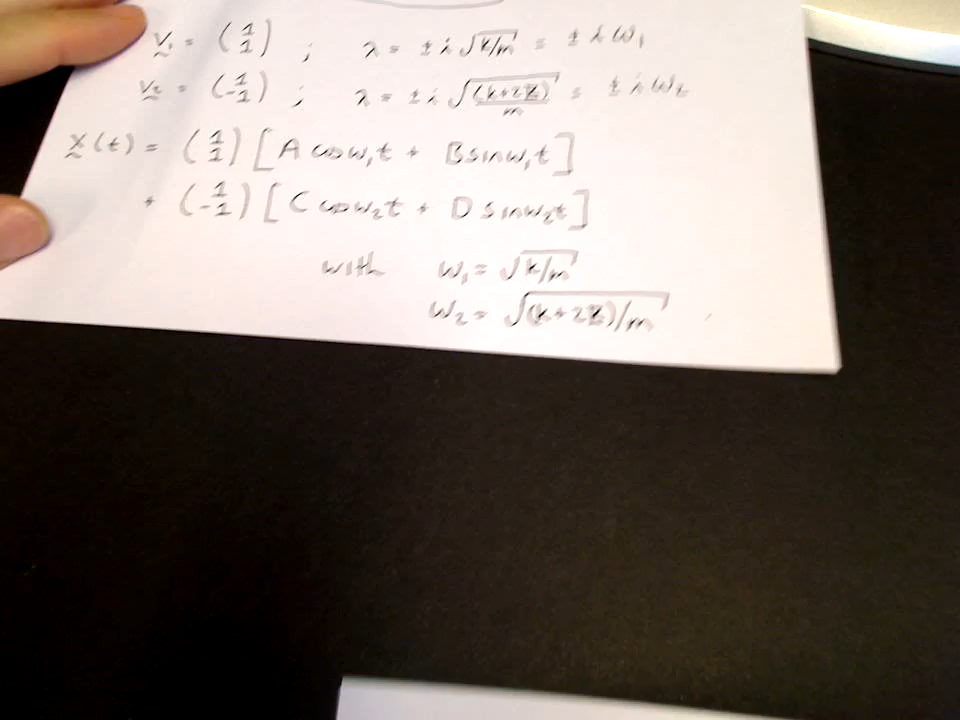 v₁ = (1 1) ; λ = ± i √k/m = ± i ω₁
v₂ = (1 -1) ; λ = ± i √(k+2k)/m = ± i ω₂
x(t) = (1 1) [A cos ω₁t + B sin ω₁t]
+ (1 -1) [C cos ω₂t + D sin ω₂t]
with ω₁ = √k/m
ω₂ = √(k+2k)/m